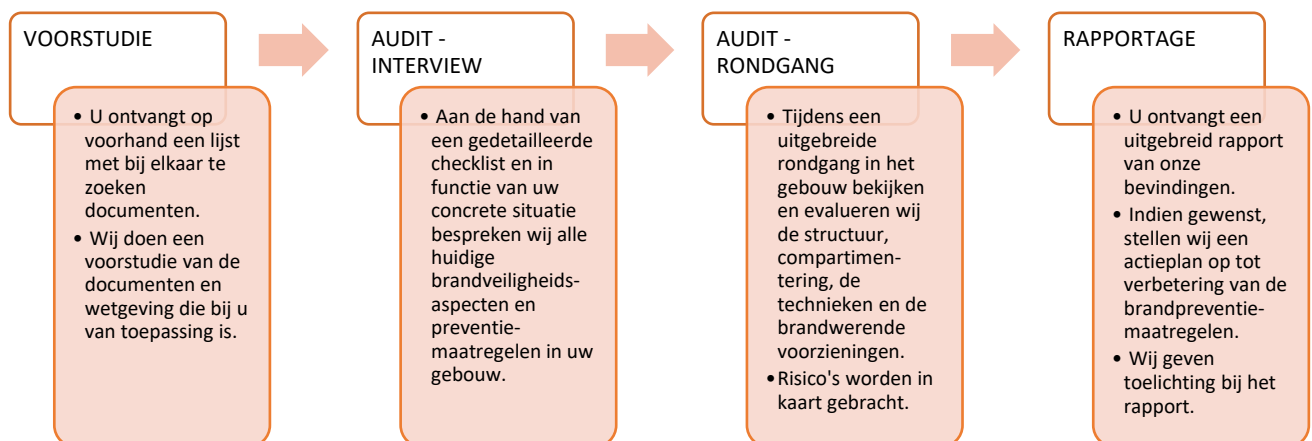 VOORSTUDIE
• U ontvangt op
voorhand een lijst
met bij elkaar te
zoeken
documenten.
• Wij doen een
voorstudie van de
documenten en
wetgeving die bij u
van toepassing is.
AUDIT -
INTERVIEW
• Aan de hand van
een gedetailleerde
checklist en in
functie van uw
concrete situatie
bespreken wij alle
huidige
brandveiligheids-
aspecten en
preventie-
maatregelen in uw
gebouw.
AUDIT -
RONDGANG
• Tijdens een
uitgebreide
rondgang in het
gebouw bekijken
en evalueren wij
de structuur,
compartimen-
tering, de
technieken en de
brandwerende
voorzieningen.
•Risico's worden in
kaart gebracht.
RAPPORTAGE
• U ontvangt een
uitgebreid rapport
van onze
bevindingen.
• Indien gewenst,
stellen wij een
actieplan op tot
verbetering van de
brandpreventie-
maatregelen.
• Wij geven
toelichting bij het
rapport.